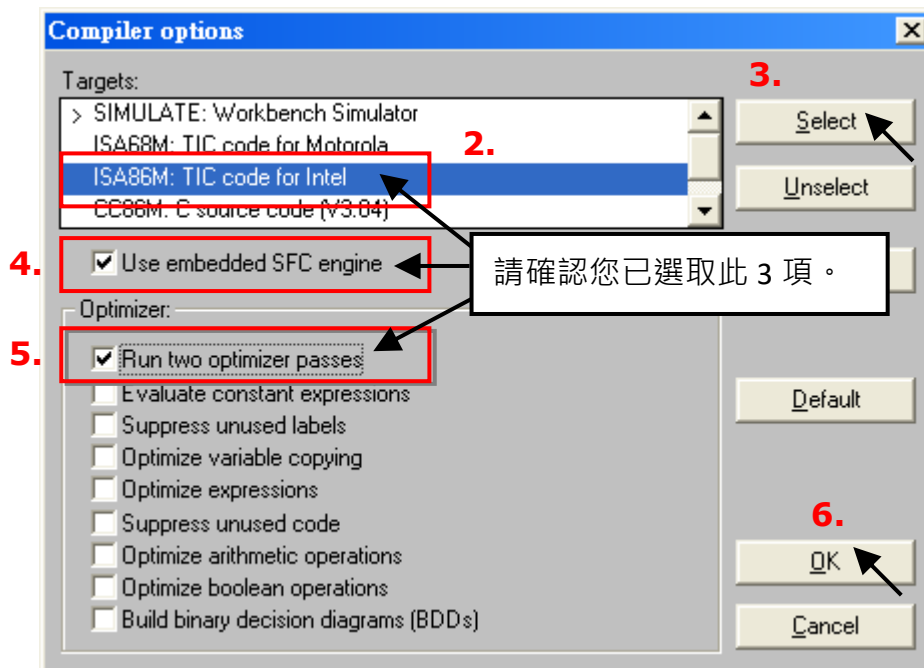 Compiler options
Targets:
> SIMULATE: Workbench Simulator
ISA68M: TIC code for Motorola
2.
ISA86M: TIC code for Intel
CC86M: C source code (V3.04)
3.
Select
Unselect
4.
Use embedded SFC engine
請確認您已選取此 3 項。
Optimizer:
5.
Run two optimizer passes
Evaluate constant expressions
Suppress unused labels
Optimize variable copying
Optimize expressions
Suppress unused code
Optimize arithmetic operations
Optimize boolean operations
Build binary decision diagrams (BDDs)
Default
6.
OK
Cancel